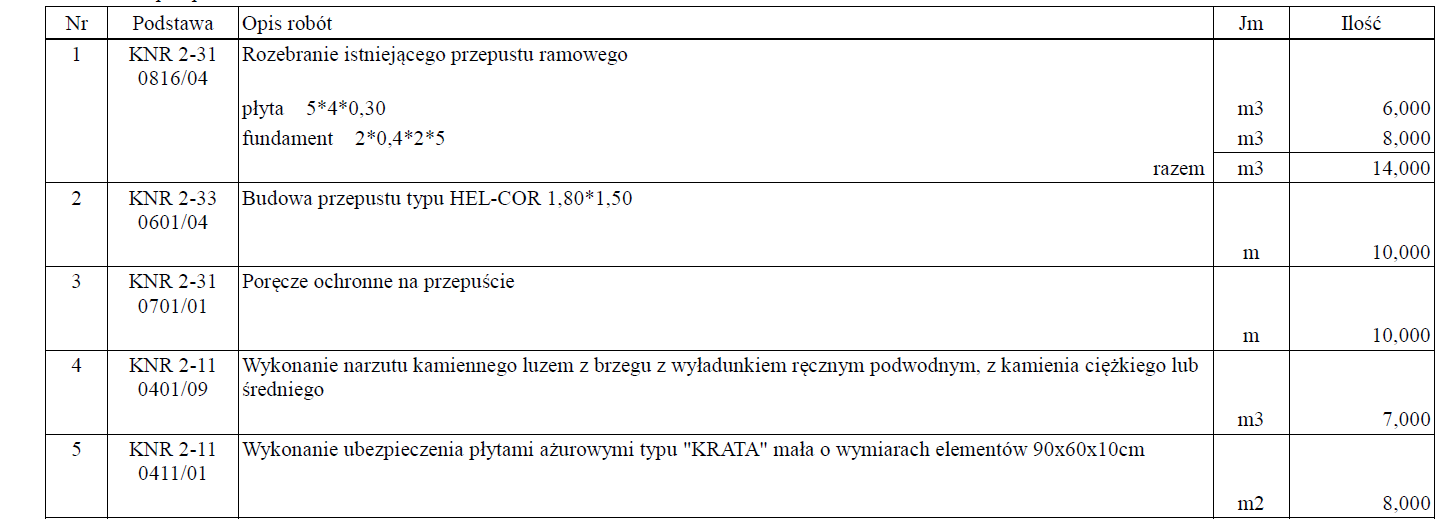 Nr Podstawa Opis robót Jm Ilość
1 KNR 2-31 Rozebranie istniejącego przepustu ramowego
0816/04
płyta 5*4*0,30 m3 6,000
fundament 2*0,4*2*5 m3 8,000
razem m3 14,000
2 KNR 2-33 Budowa przepustu typu HEL-COR 1,80*1,50
0601/04
m 10,000
3 KNR 2-31 Poręcze ochronne na przepuście
0701/01
m 10,000
4 KNR 2-11 Wykonanie narzutu kamiennego luzem z brzegu z wyładunkiem ręcznym podwodnym, z kamienia ciężkiego lub
0401/09 średniego
m3 7,000
5 KNR 2-11 Wykonanie ubezpieczenia płytami ażurowymi typu "KRATA" mała o wymiarach elementów 90x60x10cm
0411/01
m2 8,000